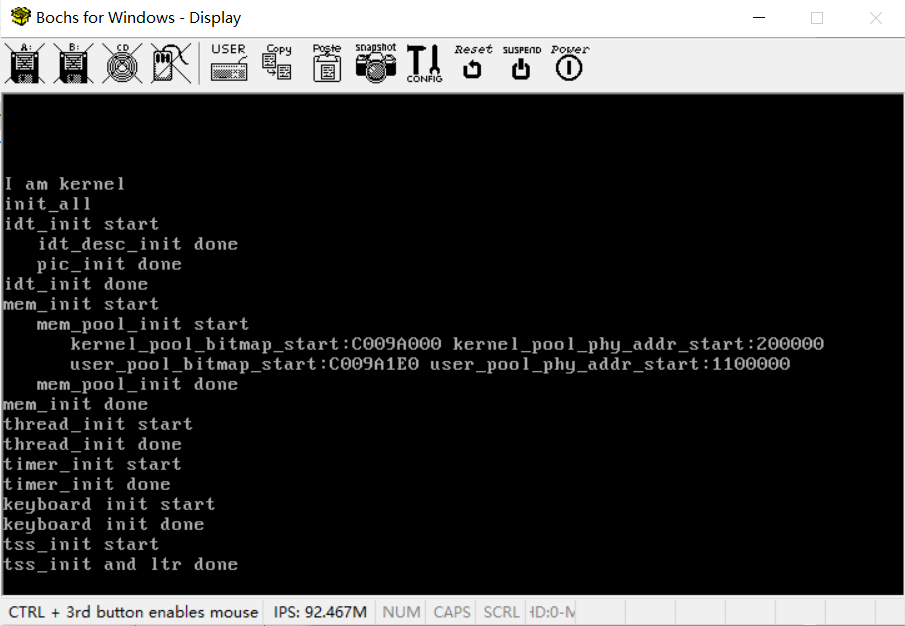 Bochs for Windows - Display
A: B: CD USER Copy Paste snapshot CONFIG Reset SUSPEND Power
I am kernel
init_all
idt_init start
idt_desc_init done
pic_init done
idt_init done
mem_init start
mem_pool_init start
kernel_pool_bitmap_start:C009A000 kernel_pool_phy_addr_start:200000
user_pool_bitmap_start:C009A1E0 user_pool_phy_addr_start:1100000
mem_pool_init done
mem_init done
thread_init start
thread_init done
timer_init start
timer_init done
keyboard init start
keyboard init done
tss_init start
tss_init and ltr done
CTRL + 3rd button enables mouse IPS: 92.467M NUM CAPS SCRL